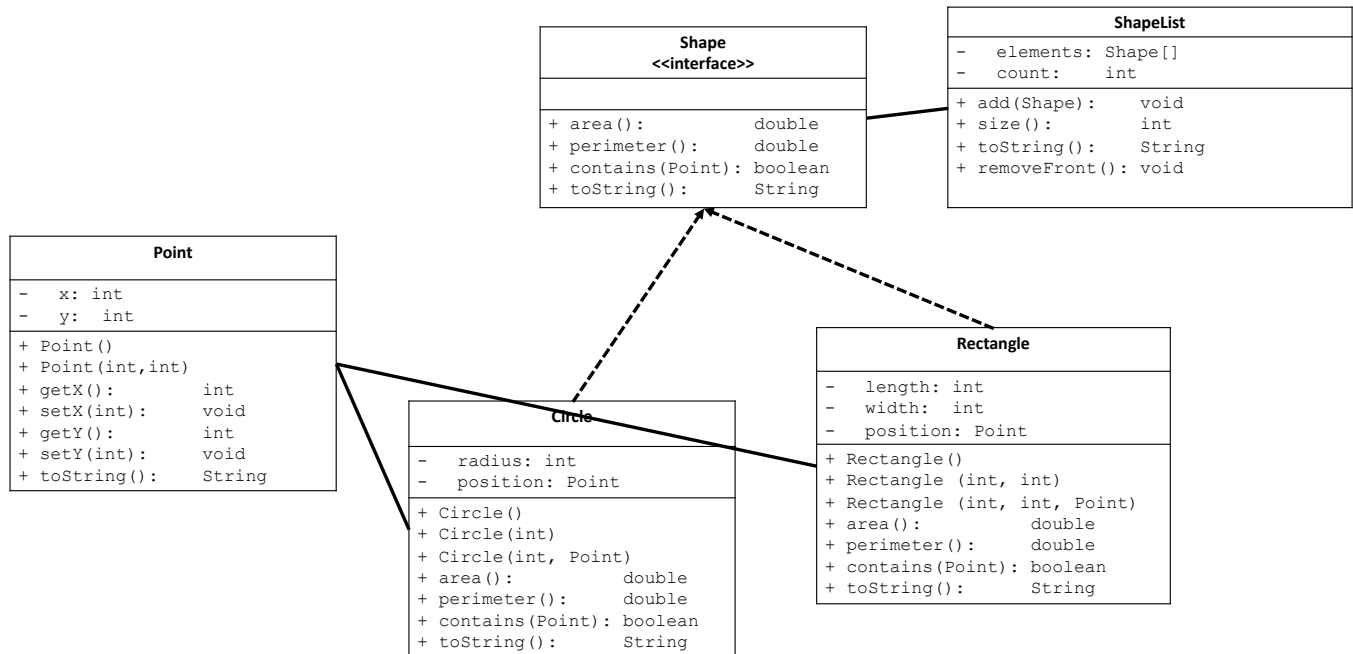 Shape
<<interface>>
+ area(): double
+ perimeter(): double
+ contains(Point): boolean
+ toString(): String
ShapeList
- elements: Shape[]
- count: int
+ add(Shape): void
+ size(): int
+ toString(): String
+ removeFront(): void
Point
- x: int
- y: int
+ Point()
+ Point(int,int)
+ getX(): int
+ setX(int): void
+ getY(): int
+ setY(int): void
+ toString(): String
Circle
- radius: int
- position: Point
+ Circle()
+ Circle(int)
+ Circle(int, Point)
+ area(): double
+ perimeter(): double
+ contains(Point): boolean
+ toString(): String
Rectangle
- length: int
- width: int
- position: Point
+ Rectangle()
+ Rectangle (int, int)
+ Rectangle (int, int, Point)
+ area(): double
+ perimeter(): double
+ contains(Point): boolean
+ toString(): String